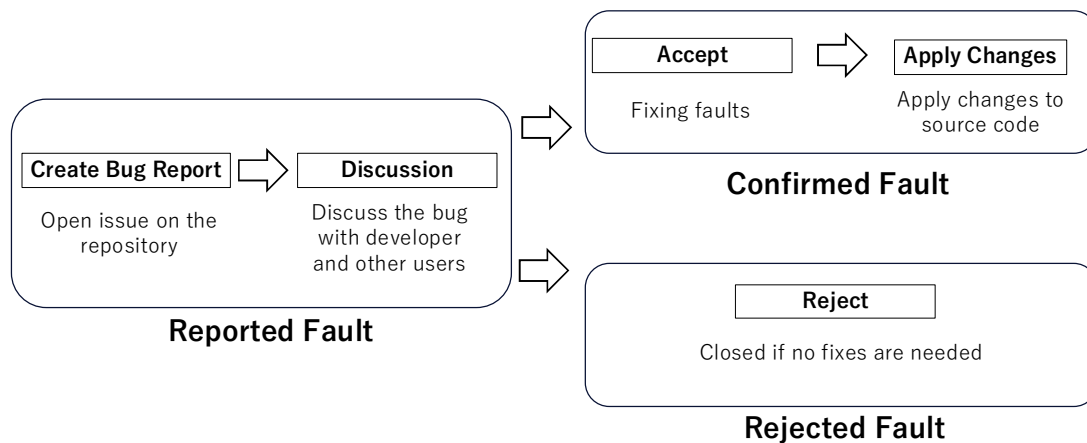 Create Bug Report
Open issue on the
repository
Discussion
Discuss the bug
with developer
and other users
Reported Fault
Accept
Fixing faults
Apply Changes
Apply changes to
source code
Confirmed Fault
Reject
Closed if no fixes are needed
Rejected Fault